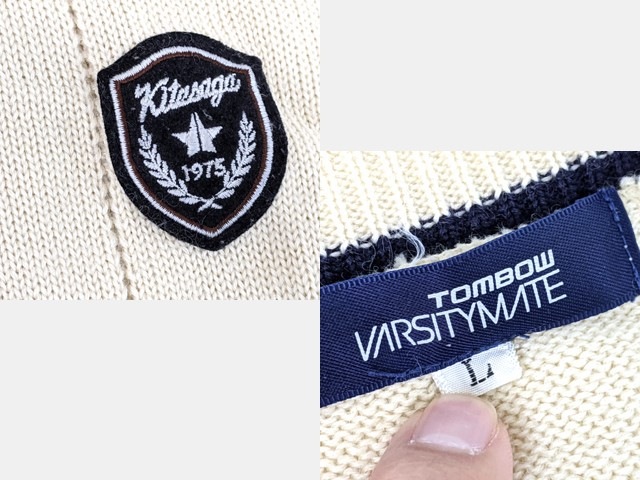 Kitasaga
1975
TOMBOW
VARSITYMATE
L